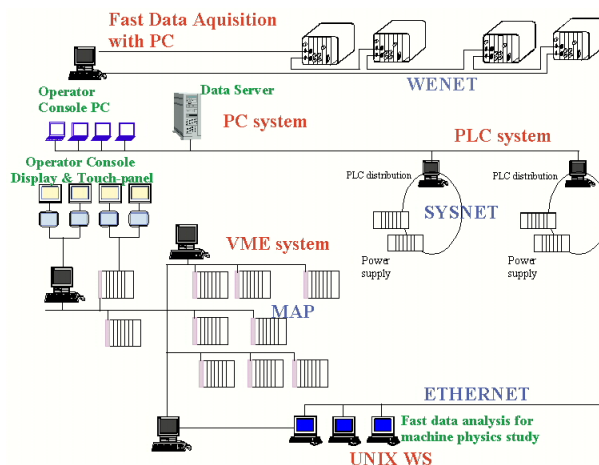 Fast Data Aquisition
with PC
WENET
Operator
Console PC
Data Server
PC system
PLC system
Operator Console
Display & Touch-panel
PLC distribution
PLC distribution
SYSNET
Power
supply
Power
supply
VME system
MAP
ETHERNET
Fast data analysis for
machine physics study
UNIX WS